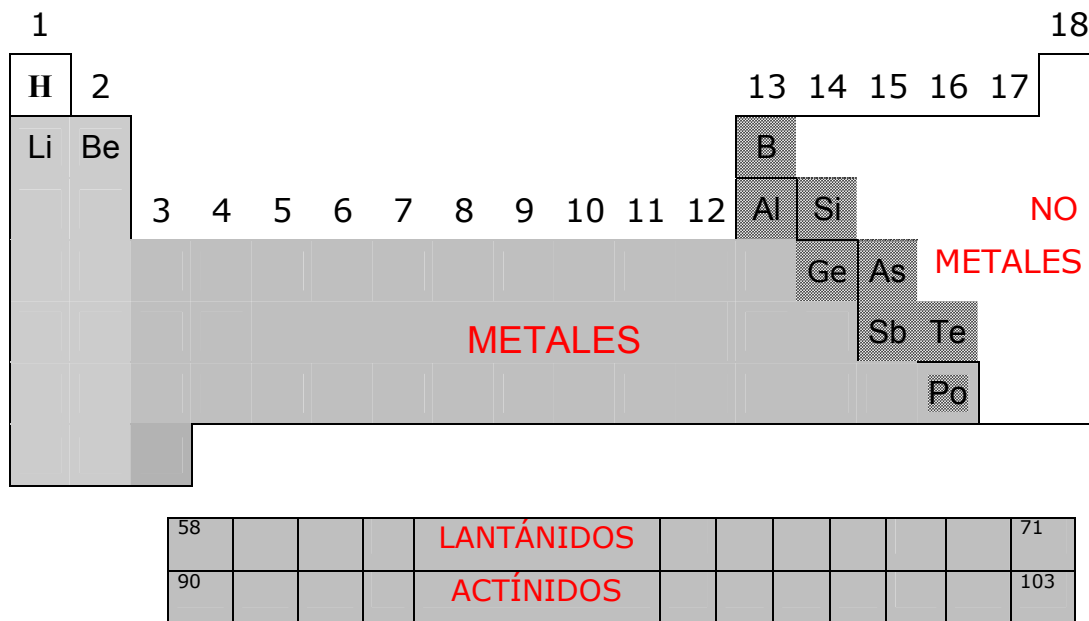 1 18
H 2 13 14 15 16 17
Li Be B
3 4 5 6 7 8 9 10 11 12 Al Si NO
Ge As METALES
METALES Sb Te
Po
58 LANTÁNIDOS 71
90 ACTÍNIDOS 103